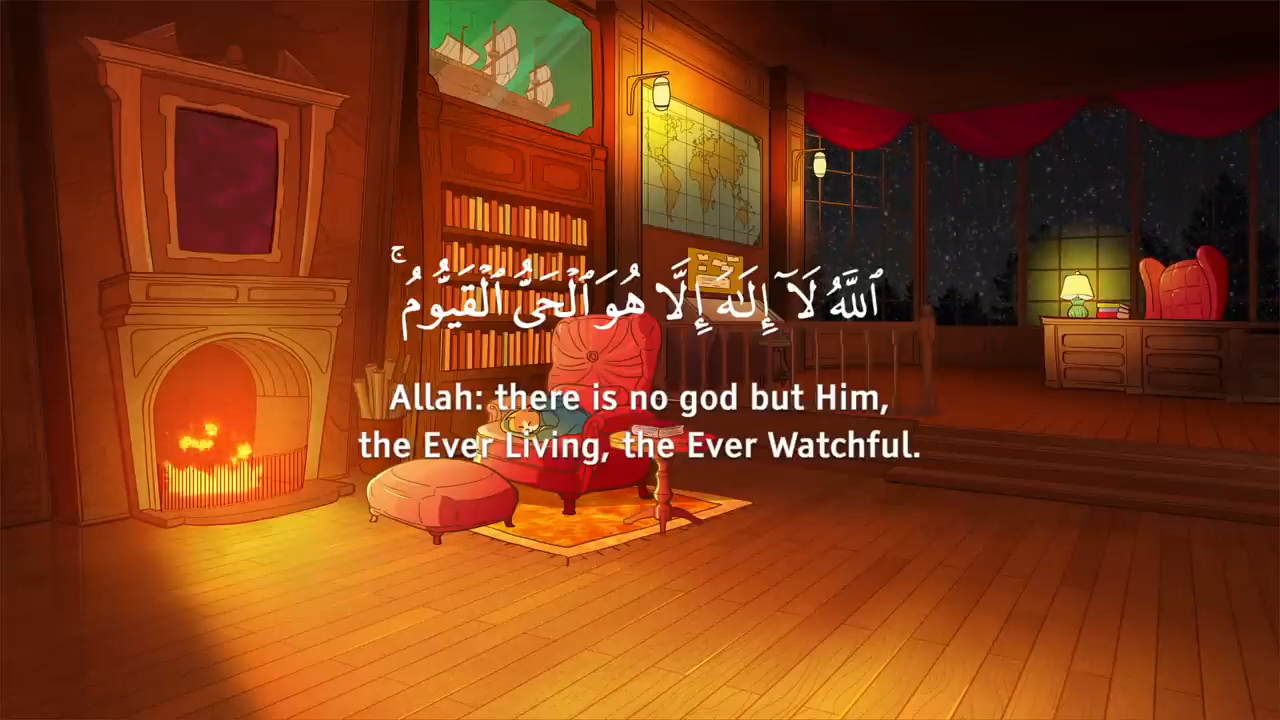 ٱللَّهُ لَآ إِلَـٰهَ إِلَّا هُوَ ٱلْحَىُّ ٱلْقَيُّومُ ۚ
Allah: there is no god but Him,
the Ever Living, the Ever Watchful.